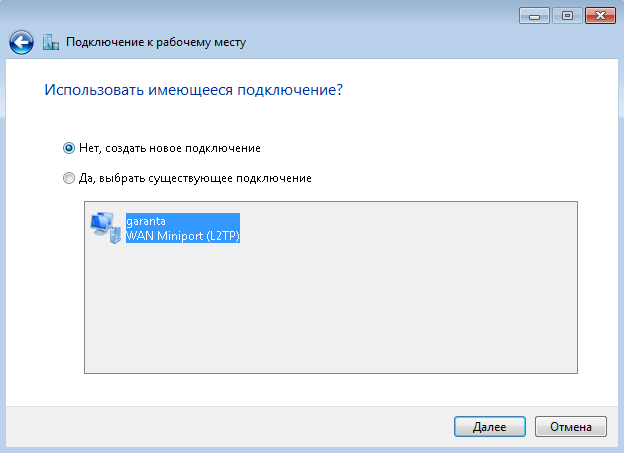 Подключение к рабочему месту
Использовать имеющееся подключение?
Нет, создать новое подключение
Да, выбрать существующее подключение
garanta
WAN Miniport (L2TP)
Далее
Отмена